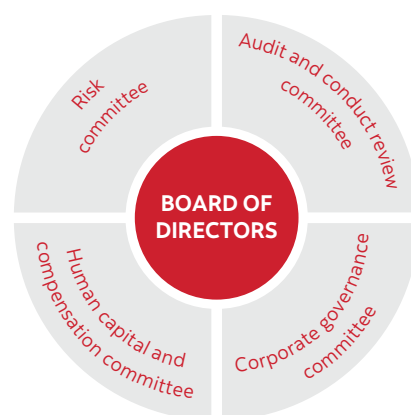 Risk
committee
Audit and conduct review
committee
BOARD OF
DIRECTORS
Human capital and
compensation committee
Corporate governance
committee